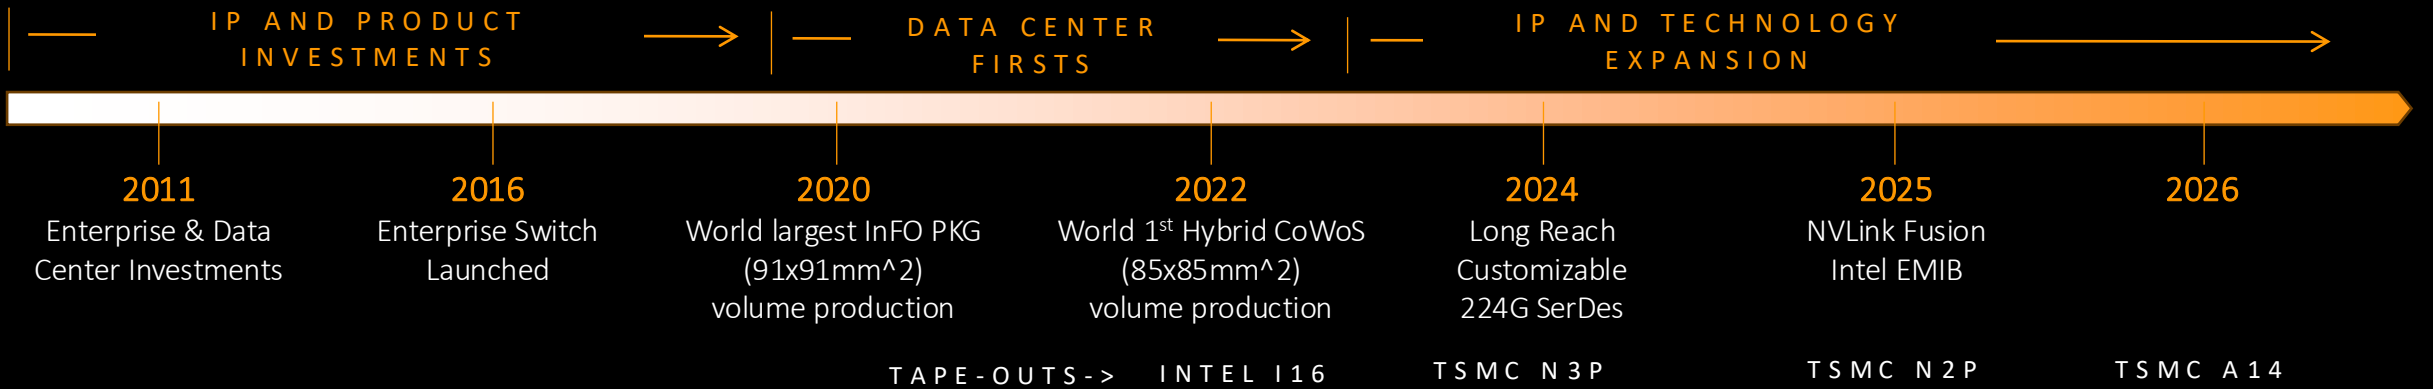 IP AND PRODUCT
INVESTMENTS
DATA CENTER
FIRSTS
IP AND TECHNOLOGY
EXPANSION
2011
Enterprise & Data
Center Investments
2016
Enterprise Switch
Launched
2020
World largest InFO PKG
(91x91mm^2)
volume production
2022
World 1st Hybrid CoWoS
(85x85mm^2)
volume production
2024
Long Reach
Customizable
224G SerDes
2025
NVLink Fusion
Intel EMIB
2026
TAPE-OUTS-> INTEL I16 TSMC N3P TSMC N2P TSMC A14